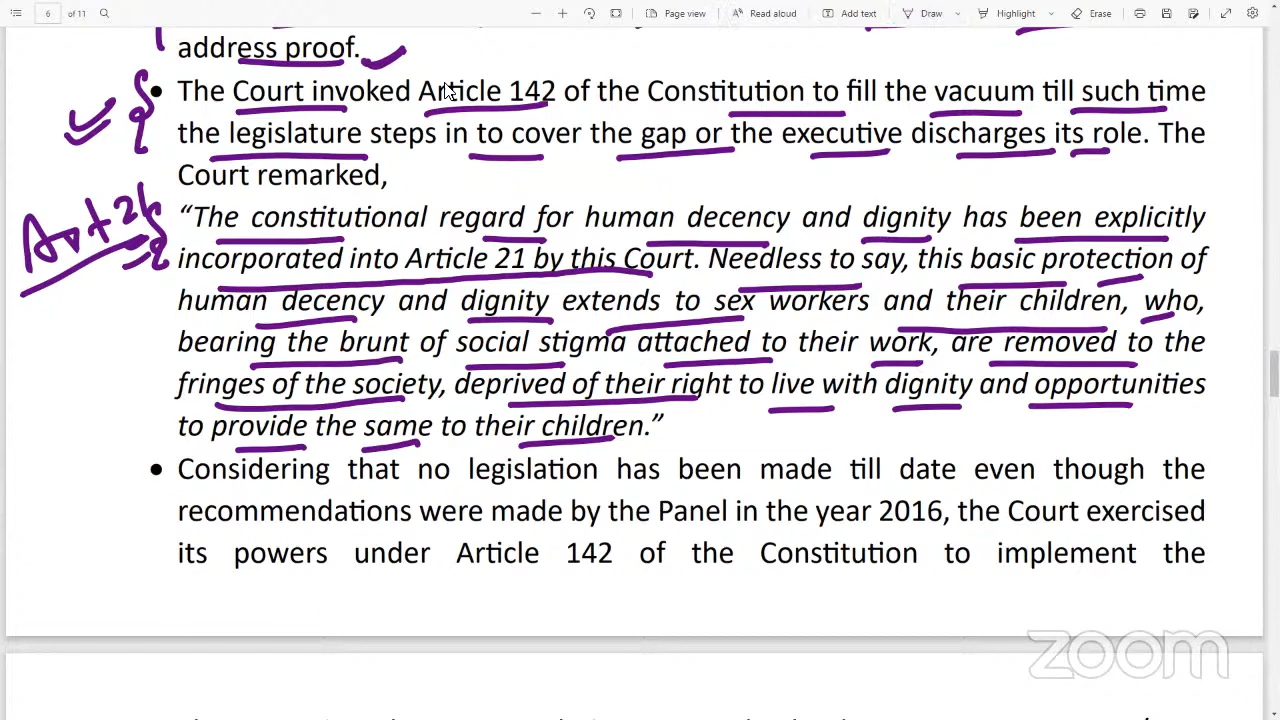 6 of 11 Page view Read aloud Add text Draw Highlight Erase
address proof.
• The Court invoked Article 142 of the Constitution to fill the vacuum till such time
the legislature steps in to cover the gap or the executive discharges its role. The
Court remarked,
Art 21
“The constitutional regard for human decency and dignity has been explicitly
incorporated into Article 21 by this Court. Needless to say, this basic protection of
human decency and dignity extends to sex workers and their children, who,
bearing the brunt of social stigma attached to their work, are removed to the
fringes of the society, deprived of their right to live with dignity and opportunities
to provide the same to their children.”
• Considering that no legislation has been made till date even though the
recommendations were made by the Panel in the year 2016, the Court exercised
its powers under Article 142 of the Constitution to implement the
zoom